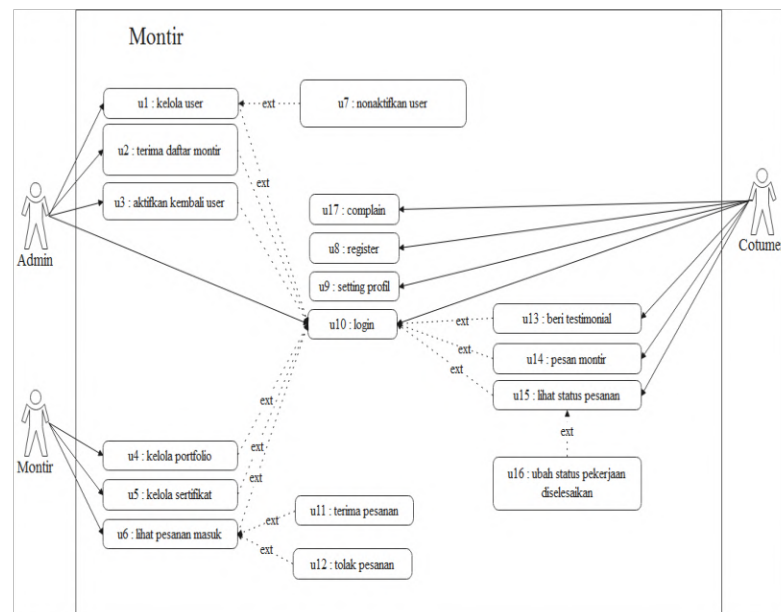 Montir
u1 : kelola user
ext
u7 : nonaktifkan user
u2 : terima daftar montir
ext
u3 : aktifkan kembali user
u17 : complain
Admin
Cotume
u8 : register
u9 : setting profil
u10 : login
u13 : beri testimonial
ext
u14 : pesan montir
ext
u15 : lihat status pesanan
ext
ext
Montir
u4 : kelola portfolio
ext
u5 : kelola sertifikat
ext
u6 : lihat pesanan masuk
ext
u16 : ubah status pekerjaan
diselesaikan
u11 : terima pesanan
ext
u12 : tolak pesanan
ext